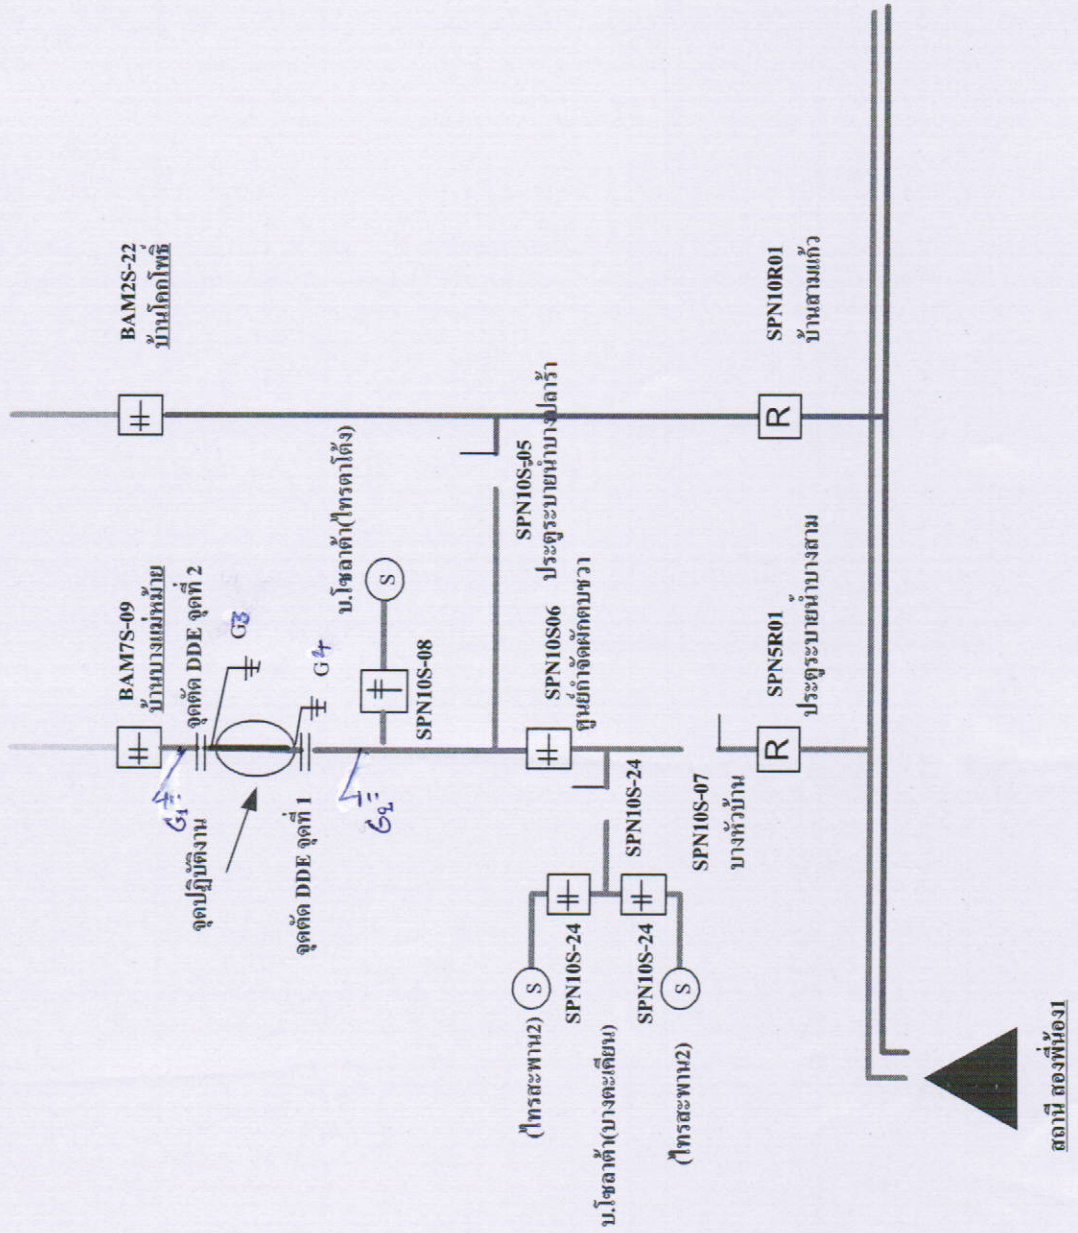 BAM2S-22
บ้านโคกโพธิ์
BAM7S-09
บ้านบางแม่หม้าย
จุดตัด DDE จุดที่ 2
G3
G4
G1
G2
จุดปฏิบัติงาน
จุดตัด DDE จุดที่ 1
บ.โซลาต้า(ไทรตาโต้ง)
S
SPN10S-08
SPN10S-05
ประตูระบายน้ำบางปลาร้า
SPN10S06
ศูนย์กำจัดผักตบชวา
SPN10S-24
SPN10S-07
บางหัวบ้าน
S
(ไทรสะพาน2)
SPN10S-24
บ.โซลาต้า(บางตะเคียน)
SPN10S-24
S
(ไทรสะพาน2)
R
SPN10R01
บ้านสามแก้ว
R
SPN5R01
ประตูระบายน้ำบางสาม
สถานี สองพี่น้อง1